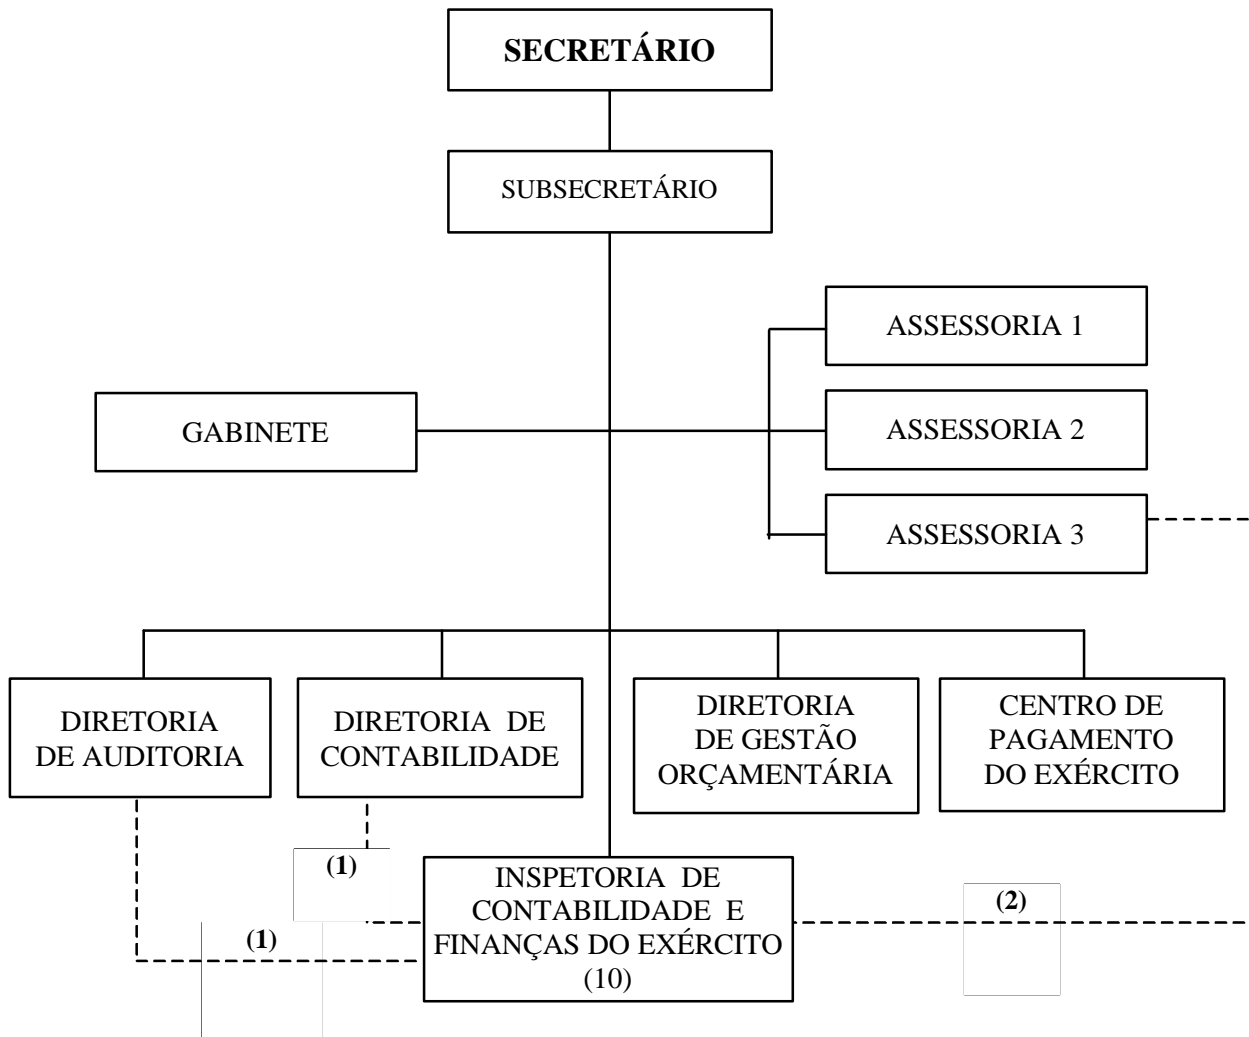 SECRETÁRIO
SUBSECRETÁRIO
ASSESSORIA 1
GABINETE
ASSESSORIA 2
ASSESSORIA 3
DIRETORIA
DE AUDITORIA
DIRETORIA DE
CONTABILIDADE
DIRETORIA
DE GESTÃO
ORÇAMENTÁRIA
CENTRO DE
PAGAMENTO
DO EXÉRCITO
(1)
(1)
INSPETORIA DE
CONTABILIDADE E
FINANÇAS DO EXÉRCITO
(10)
(2)